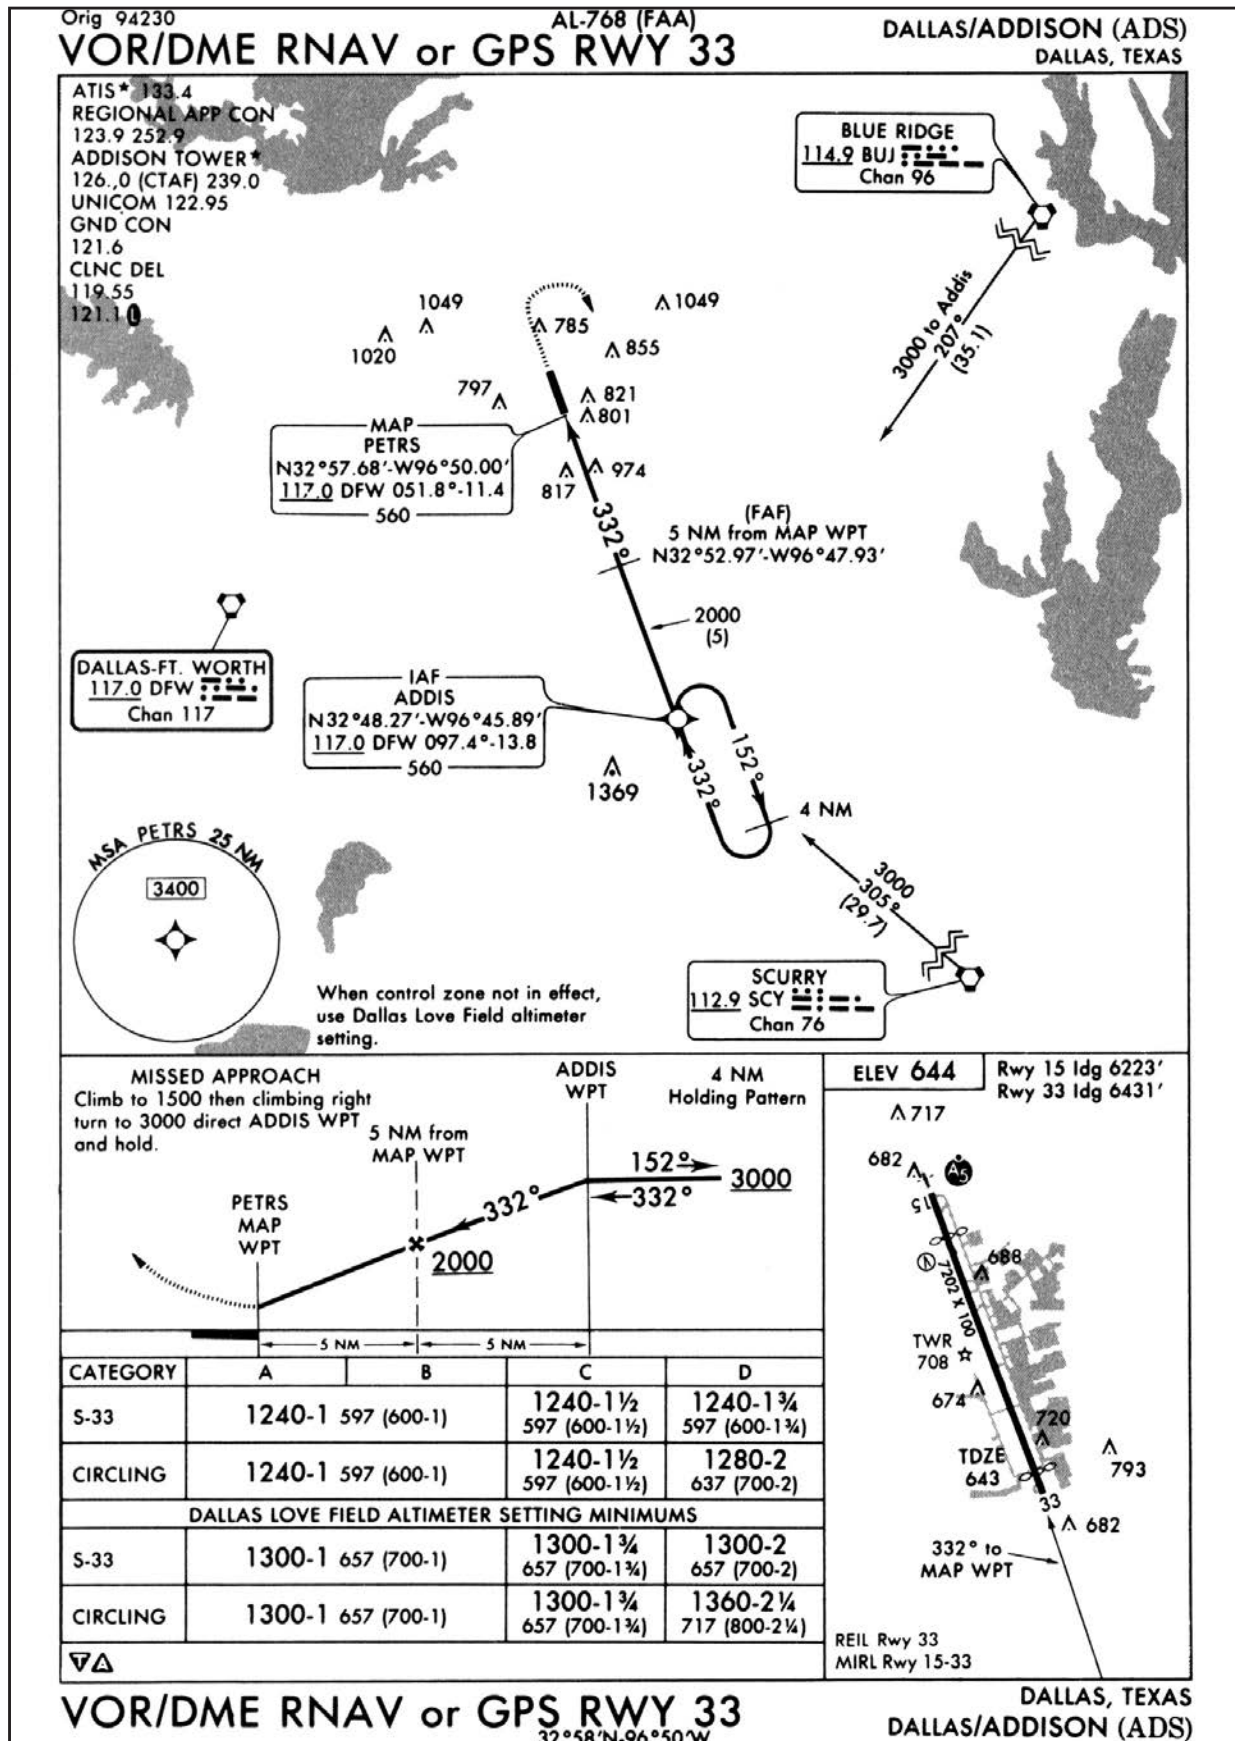 Orig 94230
AL-768 (FAA)
VOR/DME RNAV or GPS RWY 33
DALLAS/ADDISON (ADS)
DALLAS, TEXAS
ATIS★ 133.4
REGIONAL APP CON
123.9 252.9
ADDISON TOWER★
126.,0 (CTAF) 239.0
UNICOM 122.95
GND CON
121.6
CLNC DEL
119.55
121.1 L
BLUE RIDGE
114.9 BUJ
Chan 96
3000 to Addis
207°
(35.1)
1049
1049
785
1020
855
797
821
801
MAP
PETRS
N32°57.68'-W96°50.00'
117.0 DFW 051.8°-11.4
560
974
817
332°
(FAF)
5 NM from MAP WPT
N32°52.97'-W96°47.93'
2000
(5)
DALLAS-FT. WORTH
117.0 DFW
Chan 117
IAF
ADDIS
N32°48.27'-W96°45.89'
117.0 DFW 097.4°-13.8
560
152°
332°
1369
4 NM
3000
305°
(29.7)
MSA PETRS 25 NM
3400
SCURRY
112.9 SCY
Chan 76
When control zone not in effect,
use Dallas Love Field altimeter
setting.
MISSED APPROACH
Climb to 1500 then climbing right
turn to 3000 direct ADDIS WPT
and hold.
5 NM from
MAP WPT
ADDIS
WPT
4 NM
Holding Pattern
152°
3000
332°
332°
PETRS
MAP
WPT
2000
5 NM
5 NM
ELEV 644
Rwy 15 ldg 6223'
Rwy 33 ldg 6431'
717
682
A5
15
688
7202 X 100
TWR
708
674
720
TDZE
643
793
33
682
332° to
MAP WPT
REIL Rwy 33
MIRL Rwy 15-33
CATEGORY A B C D
S-33 1240-1 597 (600-1) 1240-1½ 1240-1¾
597 (600-1½) 597 (600-1¾)
CIRCLING 1240-1 597 (600-1) 1240-1½ 1280-2
597 (600-1½) 637 (700-2)
DALLAS LOVE FIELD ALTIMETER SETTING MINIMUMS
S-33 1300-1 657 (700-1) 1300-1¾ 1300-2
657 (700-1¾) 657 (700-2)
CIRCLING 1300-1 657 (700-1) 1300-1¾ 1360-2¼
657 (700-1¾) 717 (800-2¼)
T A
VOR/DME RNAV or GPS RWY 33
32°58'N-96°50'W
DALLAS, TEXAS
DALLAS/ADDISON (ADS)